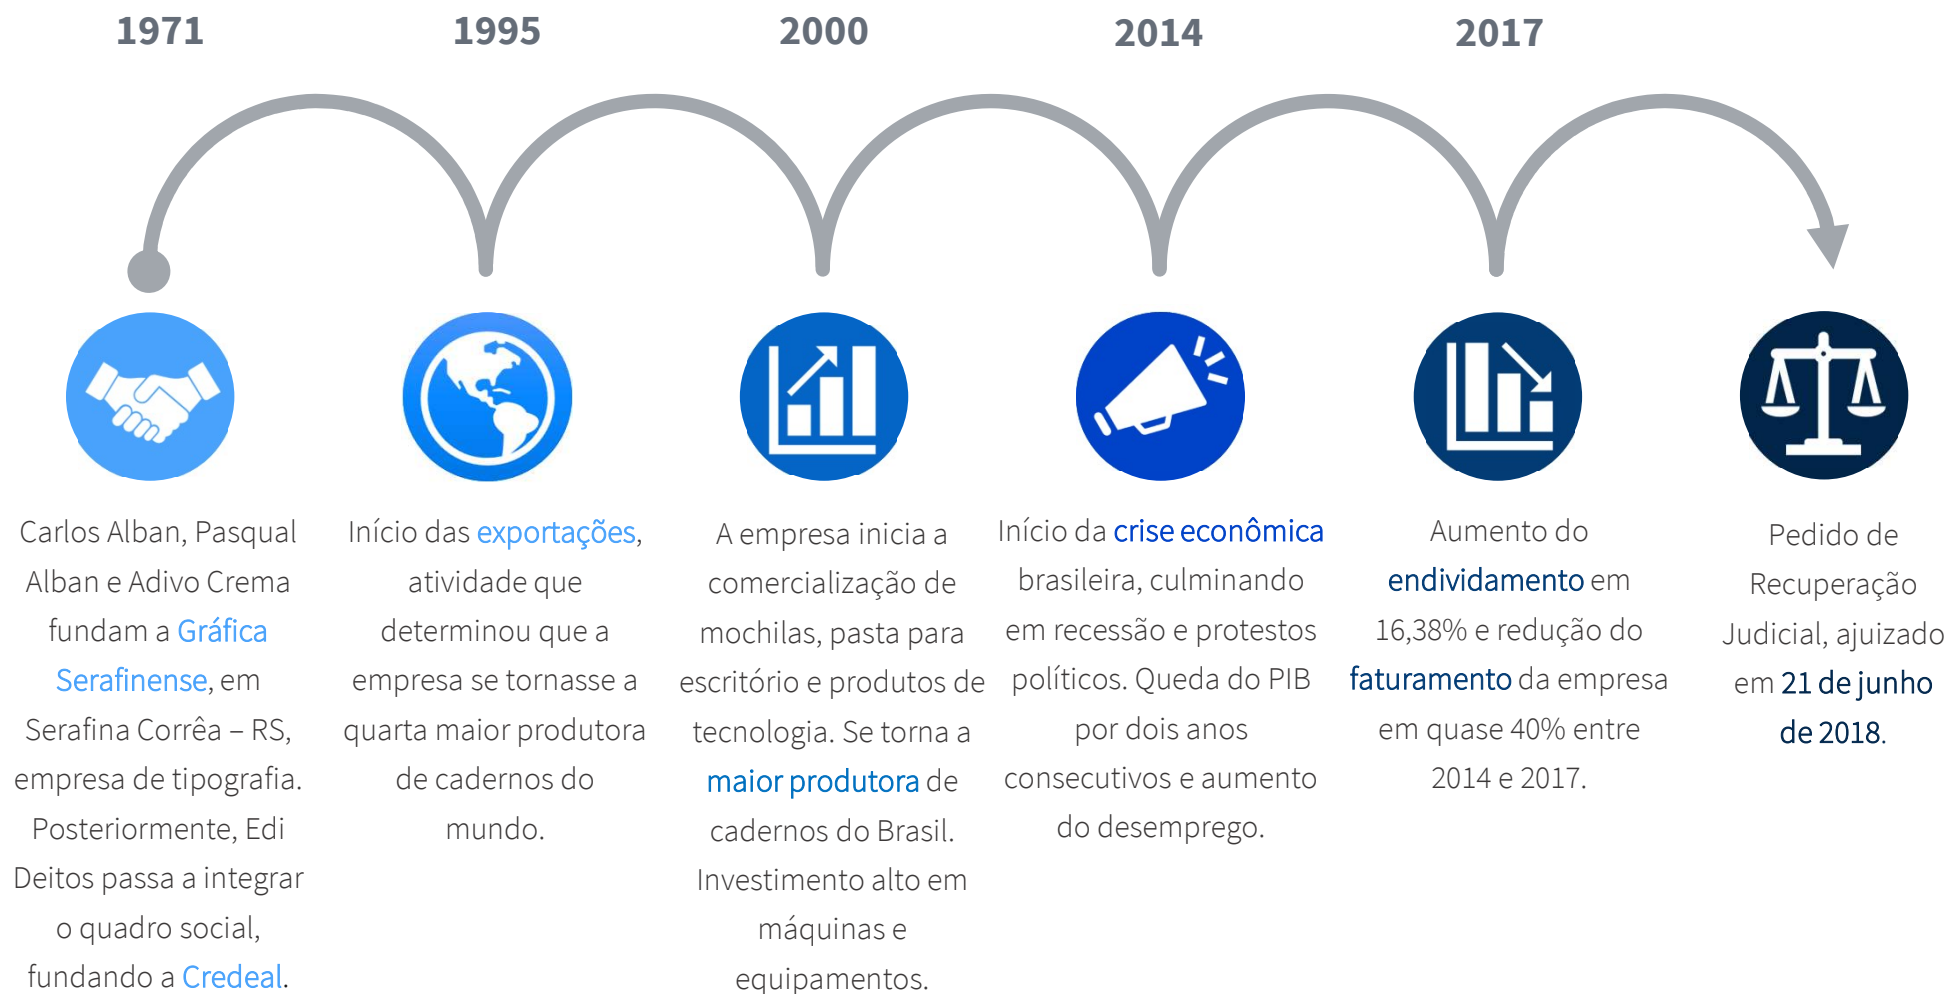 1971
Carlos Alban, Pasqual
Alban e Adivo Crema
fundam a Gráfica
Serafinense, em
Serafina Corrêa – RS,
empresa de tipografia.
Posteriormente, Edi
Deitos passa a integrar
o quadro social,
fundando a Credeal.
1995
Início das exportações,
atividade que
determinou que a
empresa se tornasse a
quarta maior produtora
de cadernos do
mundo.
2000
A empresa inicia a
comercialização de
mochilas, pasta para
escritório e produtos de
tecnologia. Se torna a
maior produtora de
cadernos do Brasil.
Investimento alto em
máquinas e
equipamentos.
2014
Início da crise econômica
brasileira, culminando
em recessão e protestos
políticos. Queda do PIB
por dois anos
consecutivos e aumento
do desemprego.
2017
Aumento do
endividamento em
16,38% e redução do
faturamento da empresa
em quase 40% entre
2014 e 2017.
Pedido de
Recuperação
Judicial, ajuizado
em 21 de junho
de 2018.